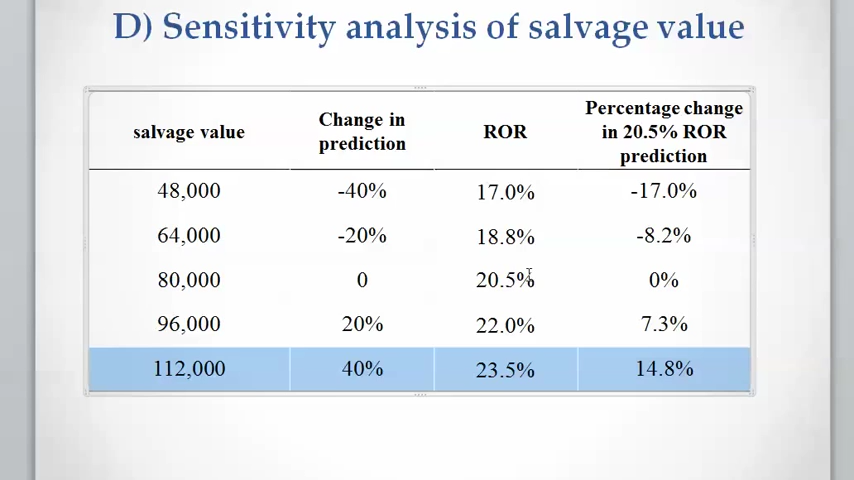 D) Sensitivity analysis of salvage value
salvage value Change in prediction ROR Percentage change in 20.5% ROR prediction
48,000 -40% 17.0% -17.0%
64,000 -20% 18.8% -8.2%
80,000 0 20.5% 0%
96,000 20% 22.0% 7.3%
112,000 40% 23.5% 14.8%